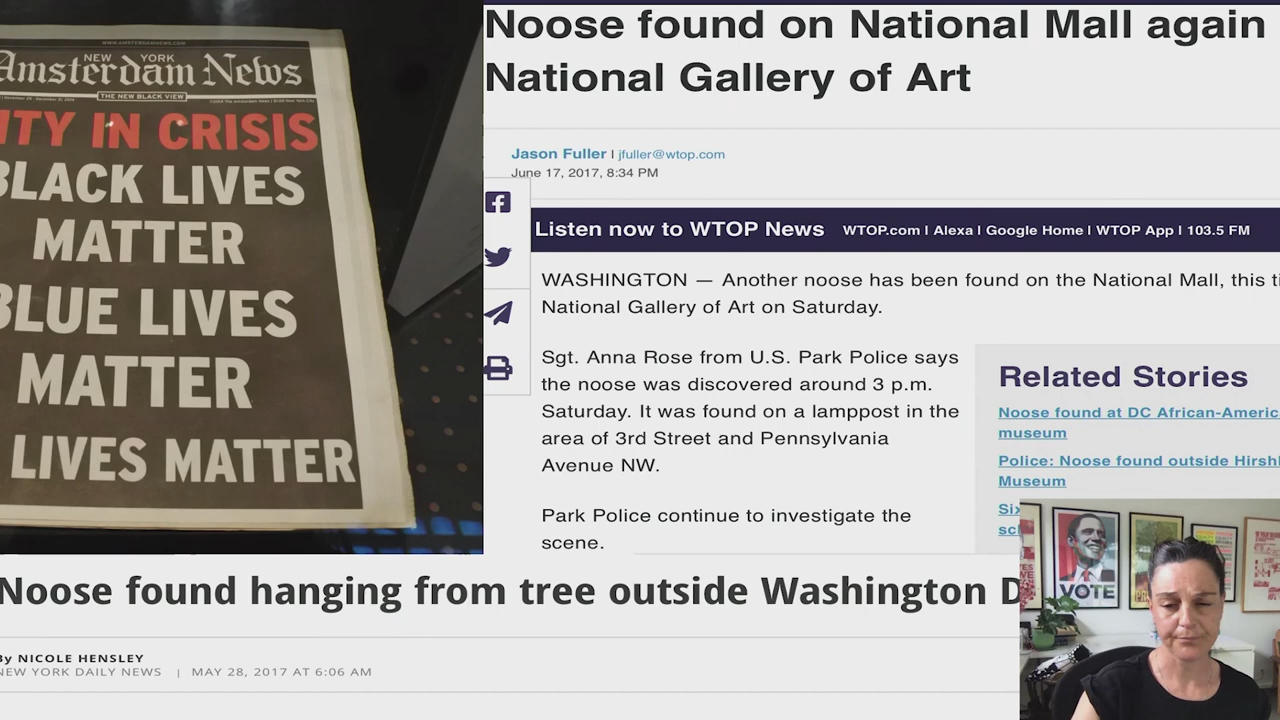 WWW.AMSTERDAMNEWS.COM
NEW YORK
Amsterdam News
THE NEW BLACK VIEW
ITY IN CRISIS
BLACK LIVES
MATTER
BLUE LIVES
MATTER
LIVES MATTER
Noose found on National Mall again
National Gallery of Art
Jason Fuller | jfuller@wtop.com
June 17, 2017, 8:34 PM
Listen now to WTOP News WTOP.com | Alexa | Google Home | WTOP App | 103.5 FM
WASHINGTON — Another noose has been found on the National Mall, this ti
National Gallery of Art on Saturday.
Sgt. Anna Rose from U.S. Park Police says
the noose was discovered around 3 p.m.
Saturday. It was found on a lamppost in the
area of 3rd Street and Pennsylvania
Avenue NW.
Park Police continue to investigate the
scene.
Related Stories
Noose found at DC African-Americ
museum
Police: Noose found outside Hirshh
Museum
Six
sch
VOTE
Noose found hanging from tree outside Washington D
By NICOLE HENSLEY
NEW YORK DAILY NEWS | MAY 28, 2017 AT 6:06 AM